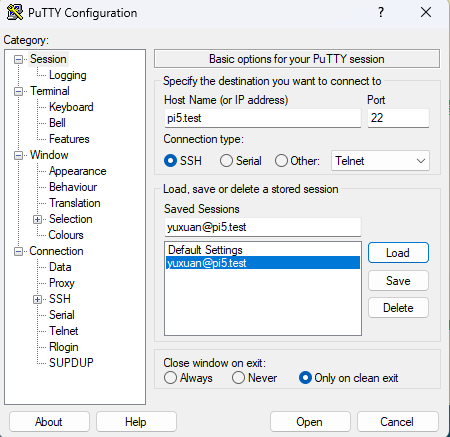 PuTTY Configuration
Category:
Session
Logging
Terminal
Keyboard
Bell
Features
Window
Appearance
Behaviour
Translation
Selection
Colours
Connection
Data
Proxy
SSH
Serial
Telnet
Rlogin
SUPDUP
Basic options for your PuTTY session
Specify the destination you want to connect to
Host Name (or IP address) Port
pi5.test 22
Connection type:
SSH Serial Other: Telnet
Load, save or delete a stored session
Saved Sessions
yuxuan@pi5.test
Default Settings
yuxuan@pi5.test
Load
Save
Delete
Close window on exit:
Always Never Only on clean exit
About Help Open Cancel